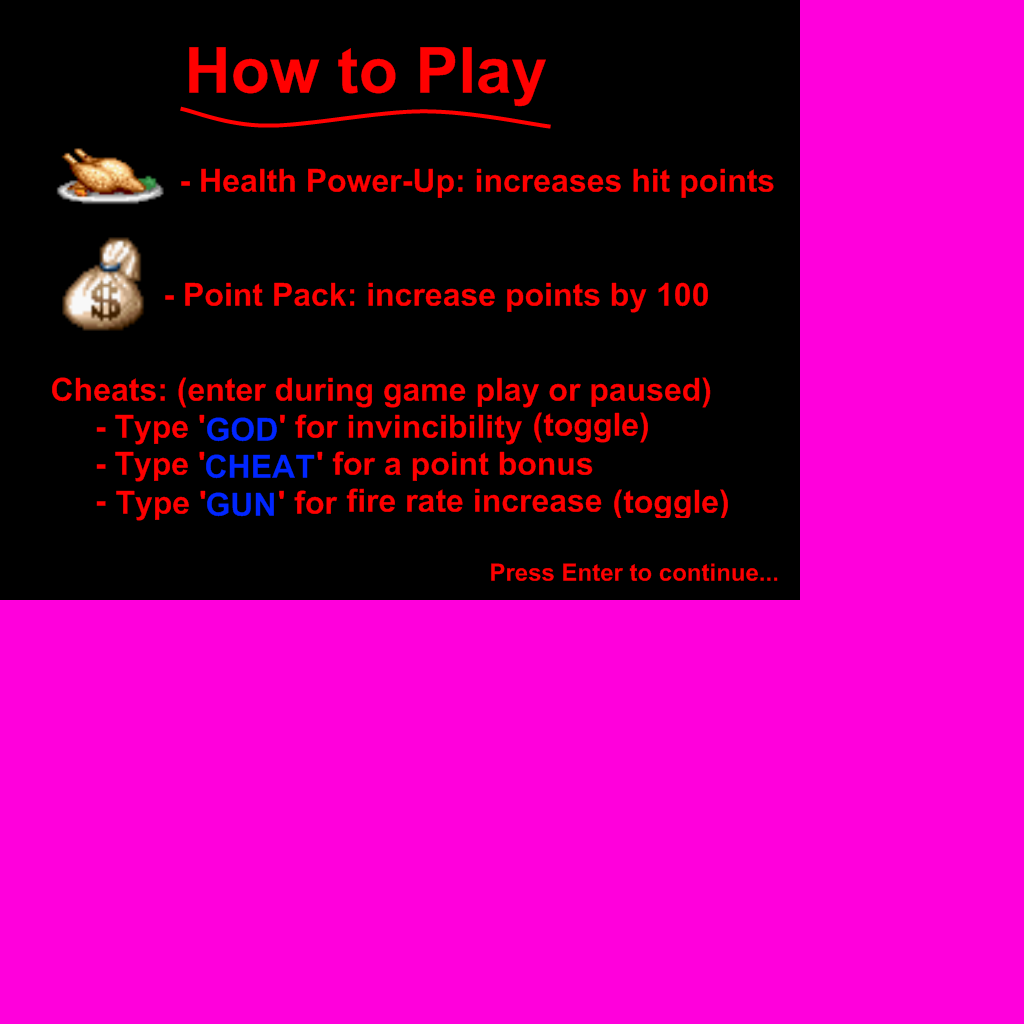 How to Play
- Health Power-Up: increases hit points
$
- Point Pack: increase points by 100
Cheats: (enter during game play or paused)
- Type 'GOD' for invincibility (toggle)
- Type 'CHEAT' for a point bonus
- Type 'GUN' for fire rate increase (toggle)
Press Enter to continue...